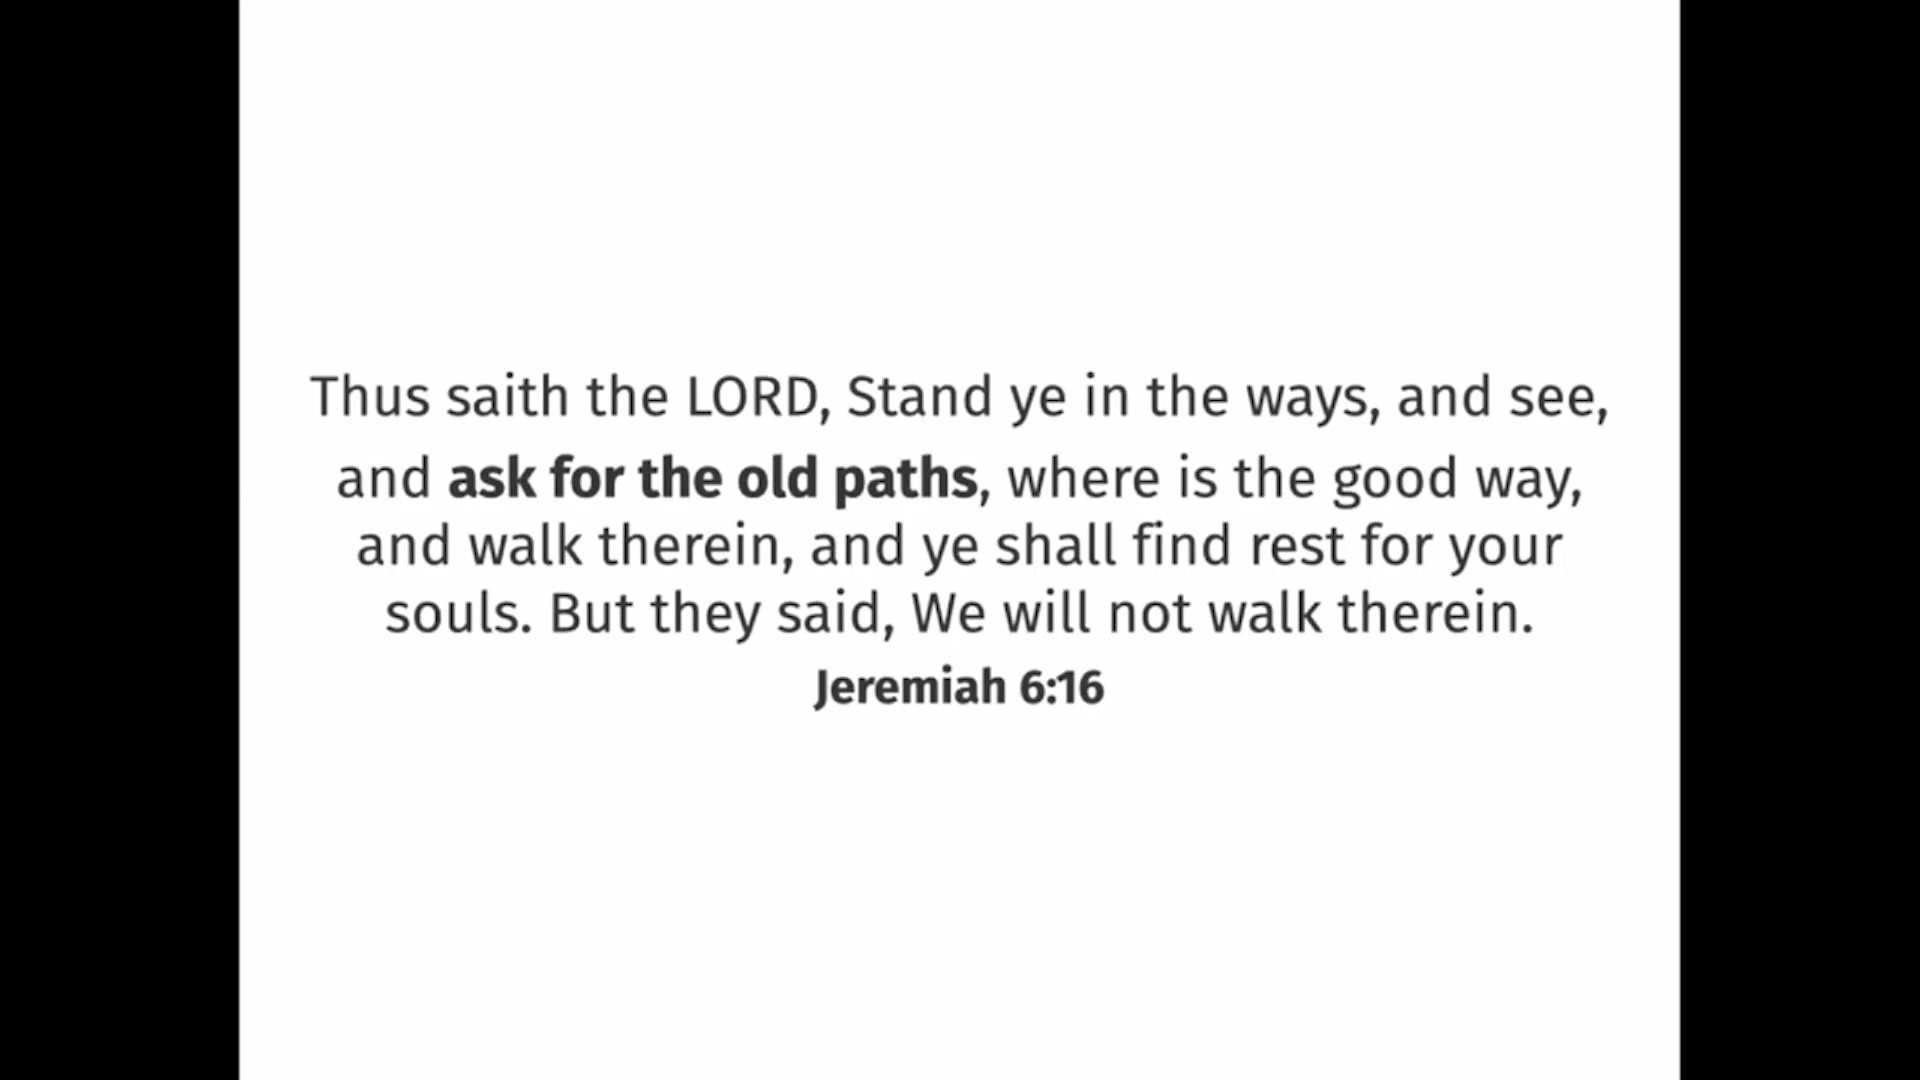 Thus saith the LORD, Stand ye in the ways, and see,
and ask for the old paths, where is the good way,
and walk therein, and ye shall find rest for your
souls. But they said, We will not walk therein.
Jeremiah 6:16